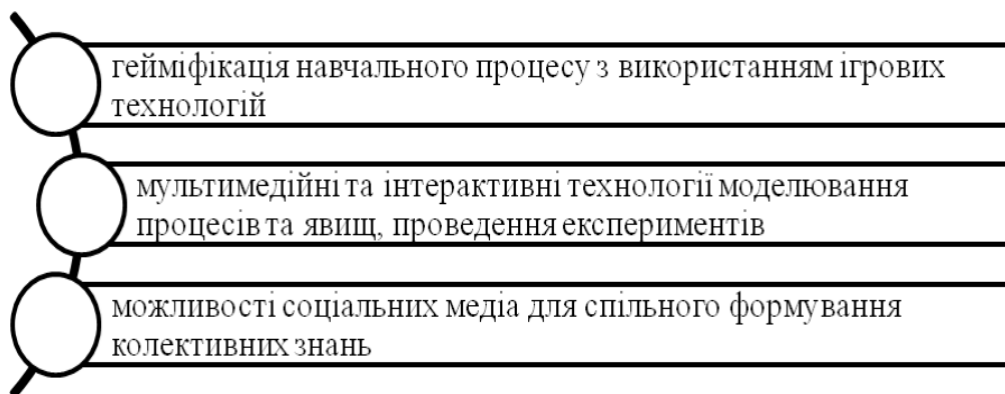 гейміфікація навчального процесу з використанням ігрових
технологій
мультимедійні та інтерактивні технології моделювання
процесів та явищ, проведення експериментів
можливості соціальних медіа для спільного формування
колективних знань